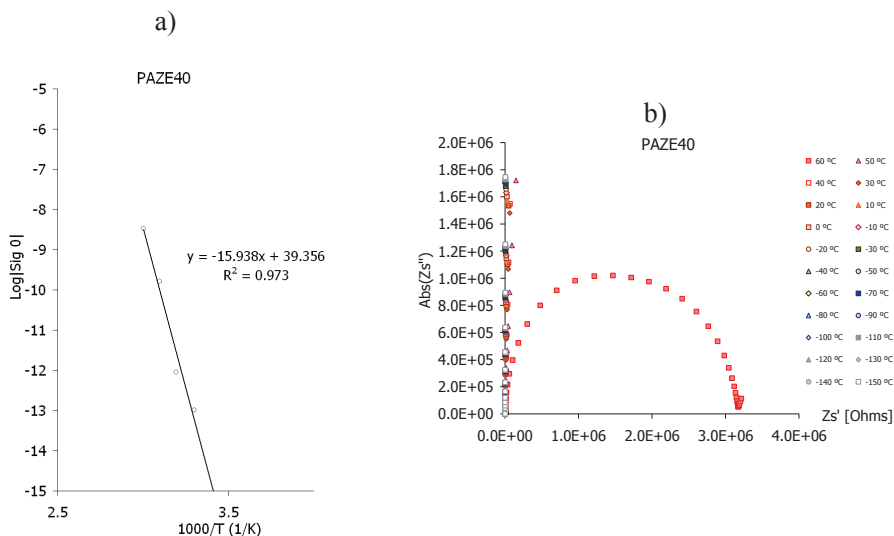 a)
PAZE40
-5
-6
-7
-8
-9
-10
-11
-12
-13
-14
-15
Log|Sig 0|
y = -15.938x + 39.356
R² = 0.973
2.5 3.5
1000/T (1/K)
b)
PAZE40
2.0E+06
1.8E+06
1.6E+06
1.4E+06
1.2E+06
1.0E+06
8.0E+05
6.0E+05
4.0E+05
2.0E+05
0.0E+00
Abs(Zs")
0.0E+00 1.0E+06 2.0E+06 3.0E+06 4.0E+06
Zs' [Ohms]
60 ºC 50 ºC
40 ºC 30 ºC
20 ºC 10 ºC
0 ºC -10 ºC
-20 ºC -30 ºC
-40 ºC -50 ºC
-60 ºC -70 ºC
-80 ºC -90 ºC
-100 ºC -110 ºC
-120 ºC -130 ºC
-140 ºC -150 ºC